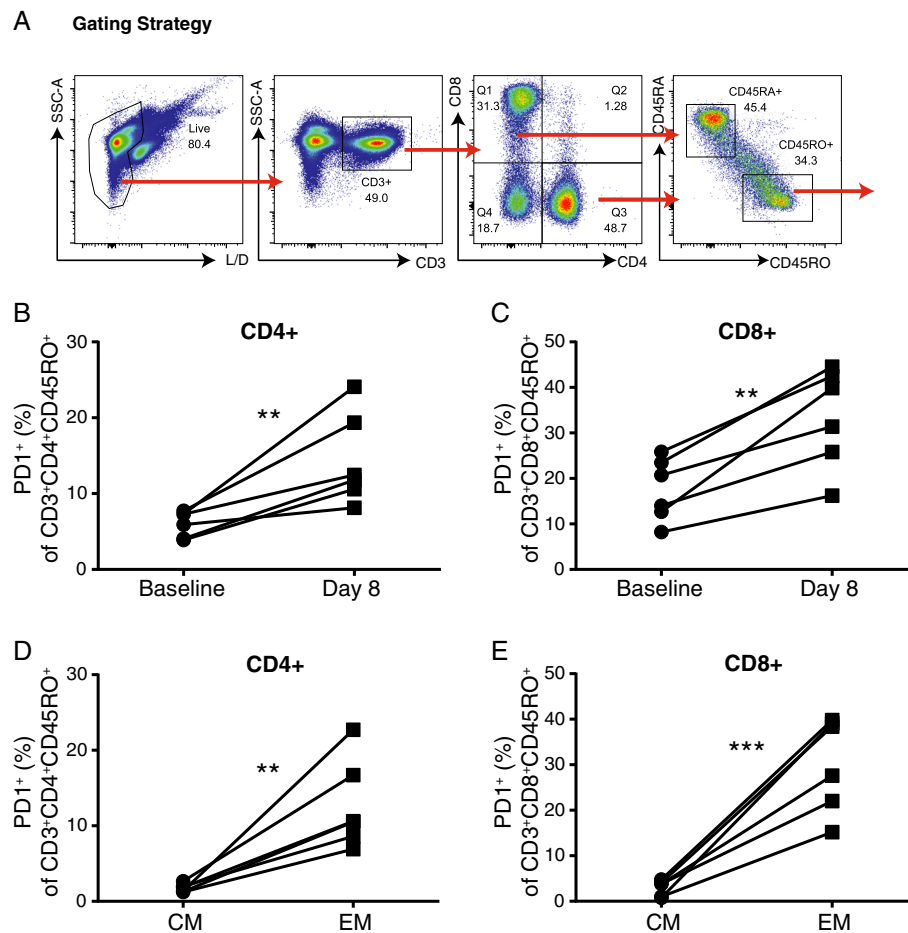 A Gating Strategy
SSC-A
Live
80.4
L/D
SSC-A
CD3+
49.0
CD3
CD8
Q1
31.3
Q2
1.28
Q4
18.7
Q3
48.7
CD4
CD45RA
CD45RA+
45.4
CD45RO+
34.3
CD45RO
B
CD4+
PD1⁺ (%)
of CD3⁺CD4⁺CD45RO⁺
30
20
10
0
**
Baseline Day 8
C
CD8+
PD1⁺ (%)
of CD3⁺CD8⁺CD45RO⁺
50
40
30
20
10
0
**
Baseline Day 8
D
CD4+
PD1⁺ (%)
of CD3⁺CD4⁺CD45RO⁺
30
20
10
0
**
CM EM
E
CD8+
PD1⁺ (%)
of CD3⁺CD8⁺CD45RO⁺
50
40
30
20
10
0
***
CM EM